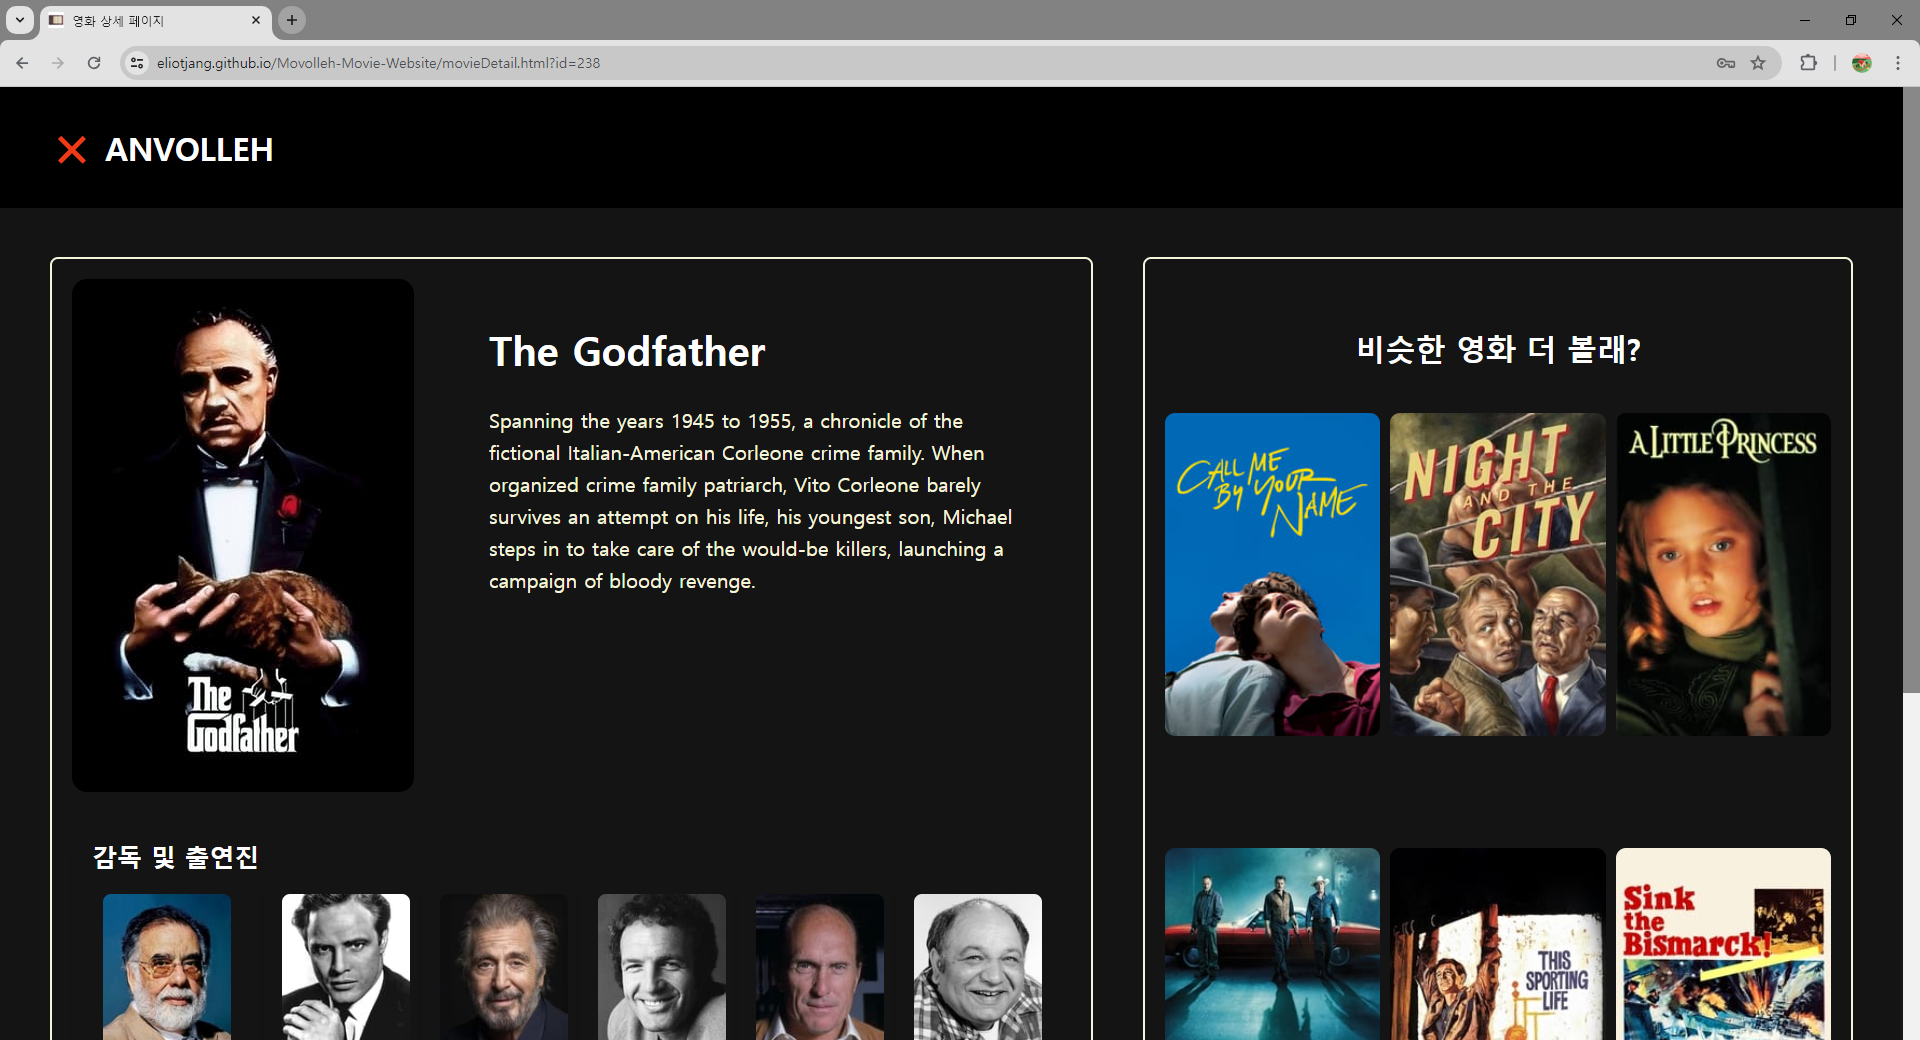 영화 상세 페이지
eliotjang.github.io/Movolleh-Movie-Website/movieDetail.html?id=238
ANVOLLEH
The Godfather
Spanning the years 1945 to 1955, a chronicle of the
fictional Italian-American Corleone crime family. When
organized crime family patriarch, Vito Corleone barely
survives an attempt on his life, his youngest son, Michael
steps in to take care of the would-be killers, launching a
campaign of bloody revenge.
The
Godfather
감독 및 출연진
비슷한 영화 더 볼래?
CALL ME
BY YOUR
NAME
NIGHT
AND THE
CITY
A LITTLE PRINCESS
THIS
SPORTING
LIFE
Sink
the
Bismarck!